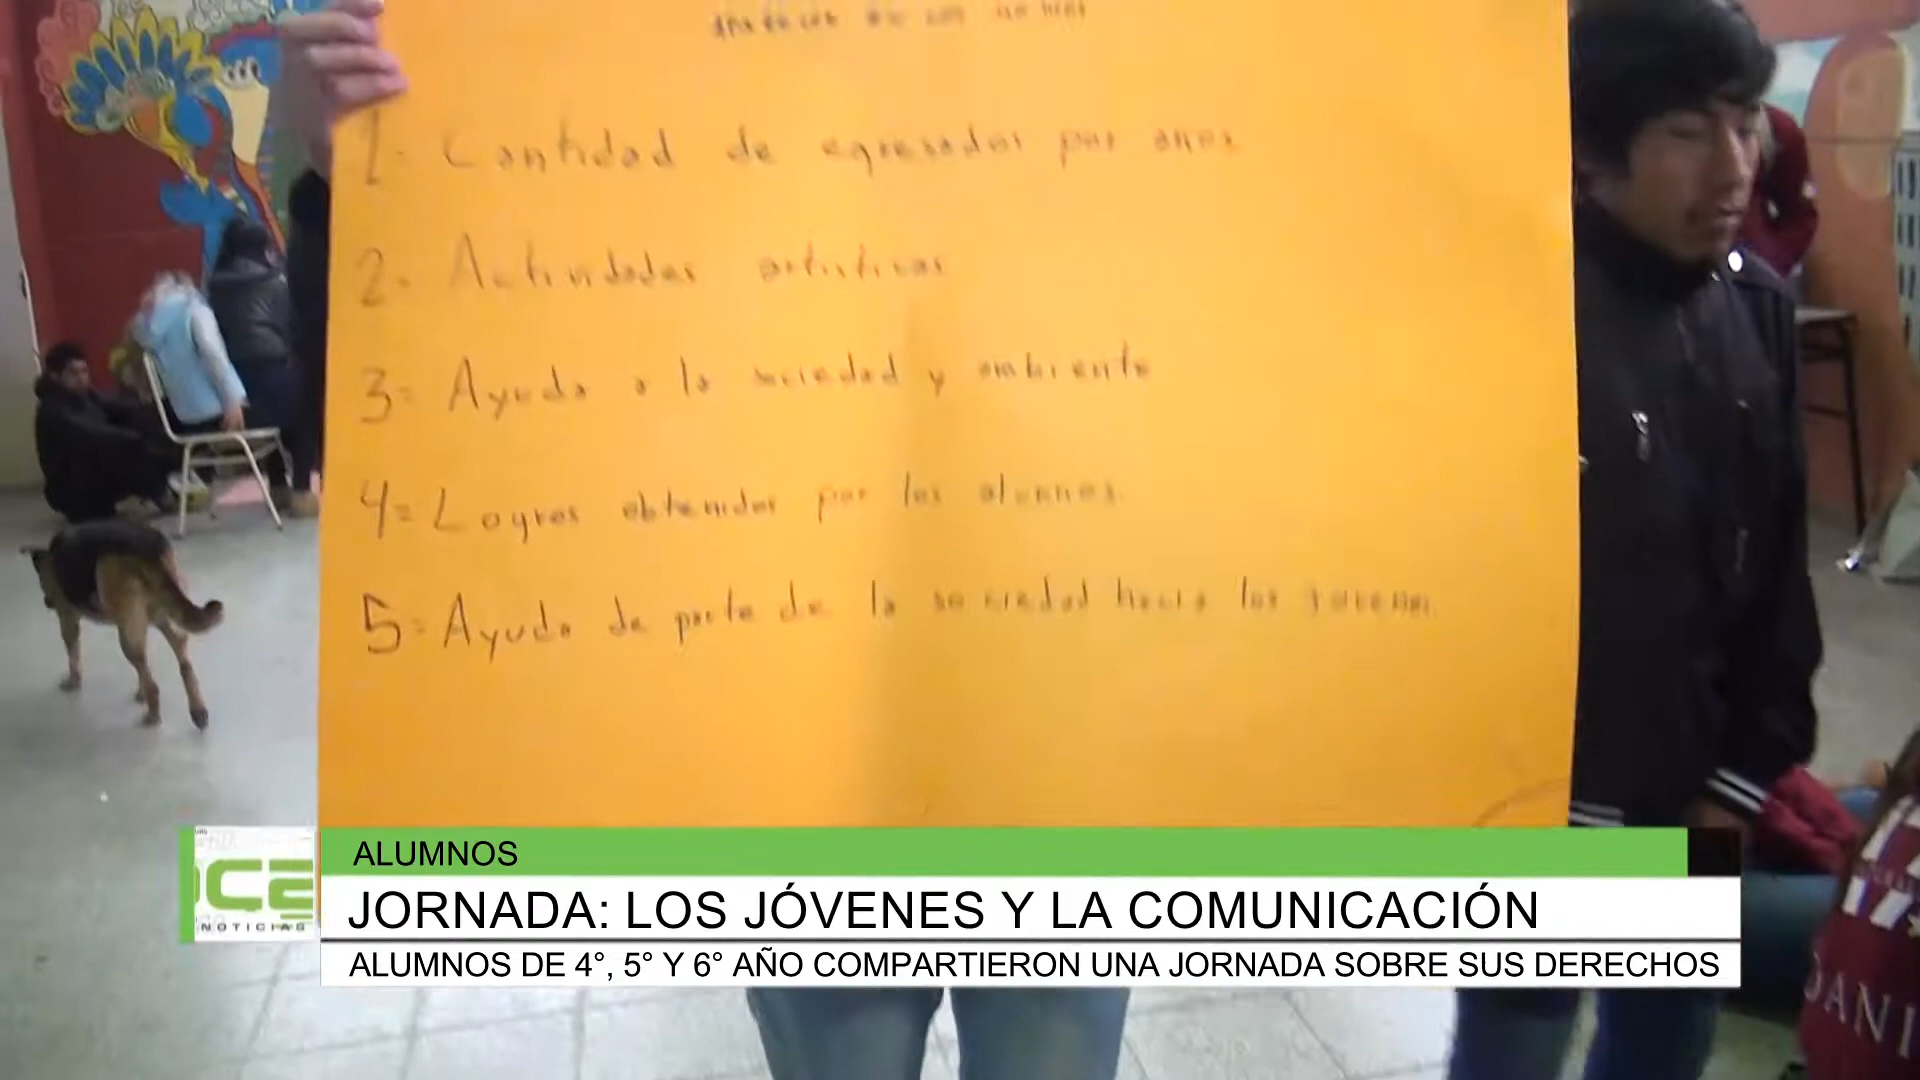 1- Cantidad de egresados por años
2- Actividades artisticas
3= Ayuda a la sociedad y ambiente
4= Logros obtenidos por los alumnos.
5= Ayuda de parte de la sociedad hacia los jovenes.
ALUMNOS
NOTICIAS
JORNADA: LOS JÓVENES Y LA COMUNICACIÓN
ALUMNOS DE 4°, 5° Y 6° AÑO COMPARTIERON UNA JORNADA SOBRE SUS DERECHOS